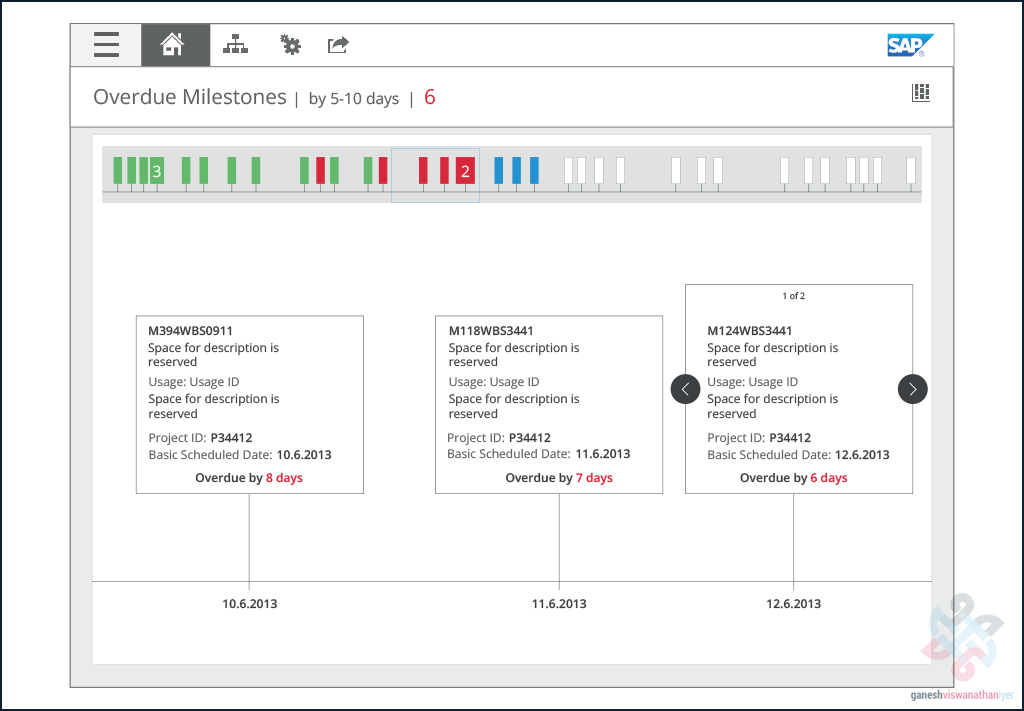 SAP ®
Overdue Milestones | by 5-10 days | 6
3
2
1 of 2
M394WBS0911
Space for description is
reserved
Usage: Usage ID
Space for description is
reserved
Project ID: P34412
Basic Scheduled Date: 10.6.2013
Overdue by 8 days
M118WBS3441
Space for description is
reserved
Usage: Usage ID
Space for description is
reserved
Project ID: P34412
Basic Scheduled Date: 11.6.2013
Overdue by 7 days
M124WBS3441
Space for description is
reserved
Usage: Usage ID
Space for description is
reserved
Project ID: P34412
Basic Scheduled Date: 12.6.2013
Overdue by 6 days
10.6.2013
11.6.2013
12.6.2013
ganeshviswanathaniyer